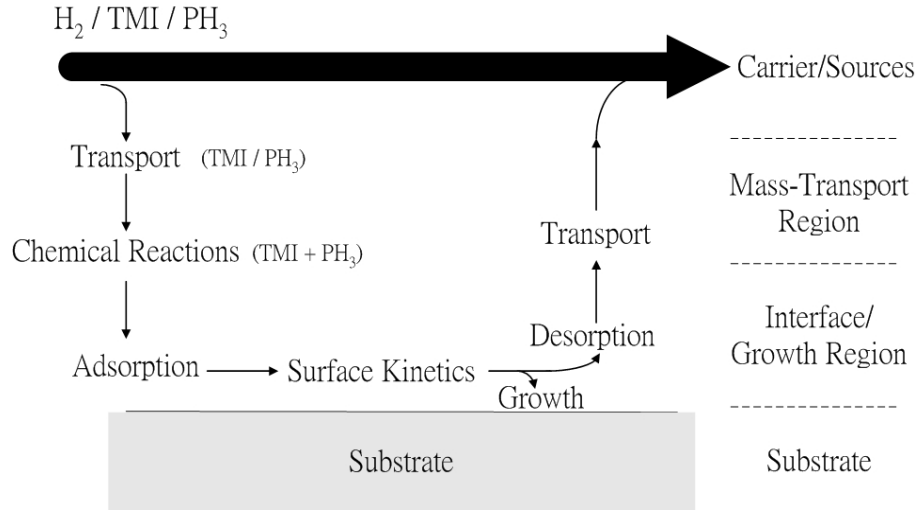 H₂ / TMI / PH₃
Carrier/Sources
Transport (TMI / PH₃)
Mass-Transport
Region
Transport
Chemical Reactions (TMI + PH₃)
Desorption
Interface/
Growth Region
Adsorption
Surface Kinetics
Growth
Substrate
Substrate